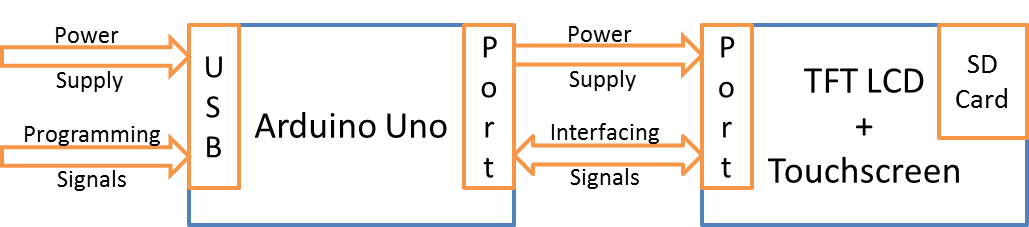 Power
Supply
Programming
Signals
U
S
B
Arduino Uno
P
o
r
t
Power
Supply
Interfacing
Signals
P
o
r
t
TFT LCD
+
Touchscreen
SD
Card